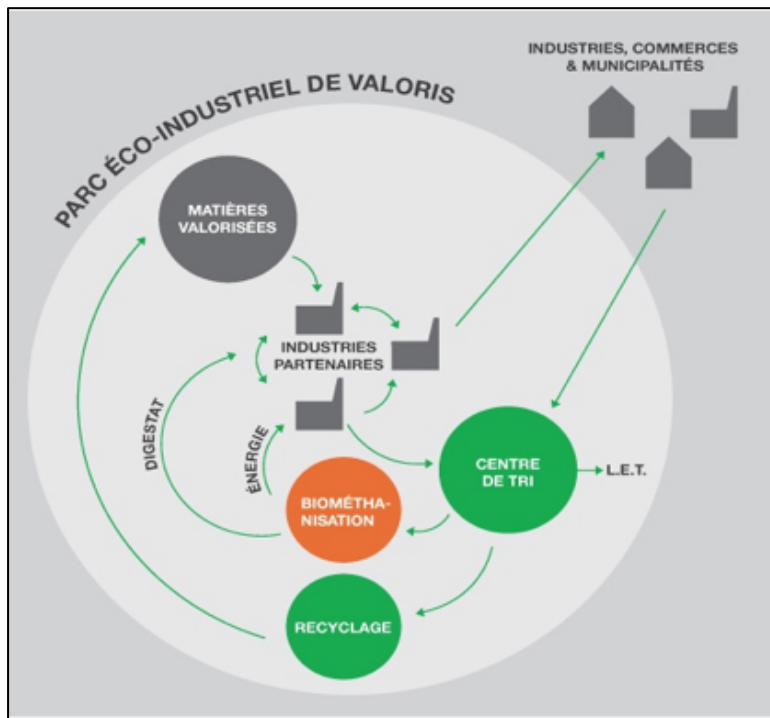 PARC ÉCO-INDUSTRIEL DE VALORIS
INDUSTRIES, COMMERCES
& MUNICIPALITÉS
MATIÈRES
VALORISÉES
INDUSTRIES
PARTENAIRES
DIGESTAT
ÉNERGIE
CENTRE
DE TRI
L.E.T.
BIOMÉTHA-
NISATION
RECYCLAGE